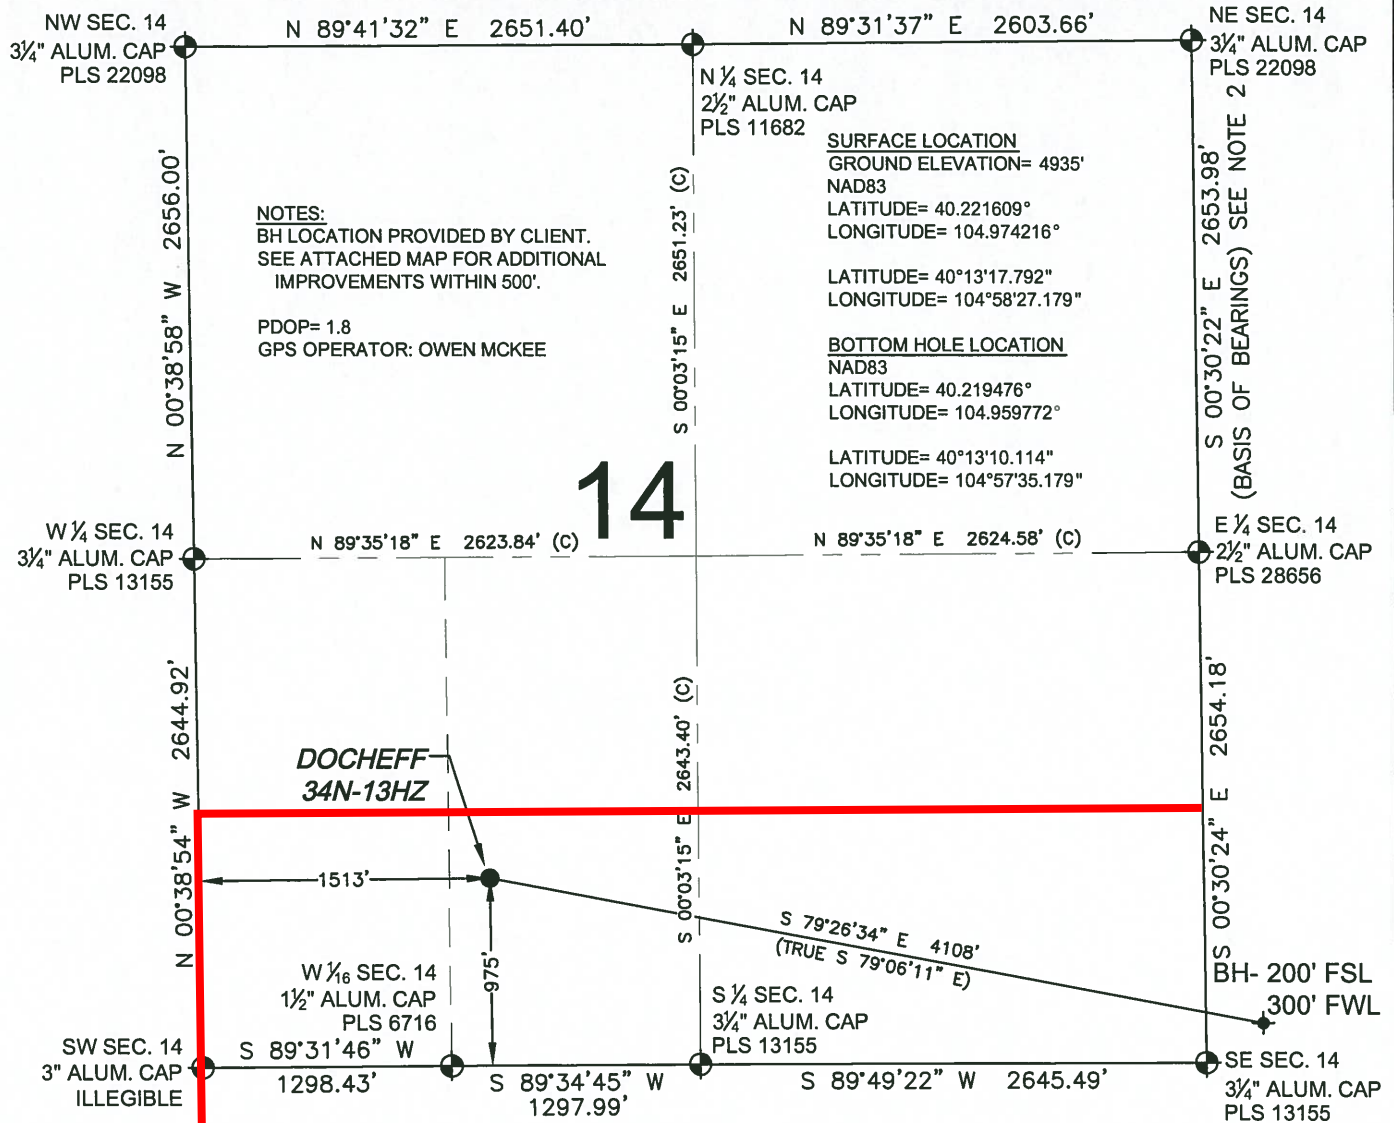 NW SEC. 14
3¼" ALUM. CAP
PLS 22098
N 89°41'32" E 2651.40'
N 89°31'37" E 2603.66'
NE SEC. 14
3¼" ALUM. CAP
PLS 22098
N ¼ SEC. 14
2½" ALUM. CAP
PLS 11682
SURFACE LOCATION
GROUND ELEVATION= 4935'
NAD83
LATITUDE= 40.221609°
LONGITUDE= 104.974216°
LATITUDE= 40°13'17.792"
LONGITUDE= 104°58'27.179"
BOTTOM HOLE LOCATION
NAD83
LATITUDE= 40.219476°
LONGITUDE= 104.959772°
LATITUDE= 40°13'10.114"
LONGITUDE= 104°57'35.179"
NOTES:
BH LOCATION PROVIDED BY CLIENT.
SEE ATTACHED MAP FOR ADDITIONAL
IMPROVEMENTS WITHIN 500'.
PDOP= 1.8
GPS OPERATOR: OWEN MCKEE
N 00°38'58" W 2656.00'
S 00°03'15" E 2651.23' (C)
S 00°30'22" E 2653.98'
(BASIS OF BEARINGS) SEE NOTE 2
14
W ¼ SEC. 14
3¼" ALUM. CAP
PLS 13155
N 89°35'18" E 2623.84' (C)
N 89°35'18" E 2624.58' (C)
E ¼ SEC. 14
2½" ALUM. CAP
PLS 28656
N 00°38'54" W 2644.92'
DOCHEFF
34N-13HZ
S 00°03'15" E 2643.40' (C)
S 00°30'24" E 2654.18'
1513'
975'
S 79°26'34" E 4108'
(TRUE S 79°06'11" E)
BH- 200' FSL
300' FWL
W 1⁄16 SEC. 14
1½" ALUM. CAP
PLS 6716
S ¼ SEC. 14
3¼" ALUM. CAP
PLS 13155
SW SEC. 14
3" ALUM. CAP
ILLEGIBLE
S 89°31'46" W
1298.43'
S 89°34'45" W
1297.99'
S 89°49'22" W 2645.49'
SE SEC. 14
3¼" ALUM. CAP
PLS 13155